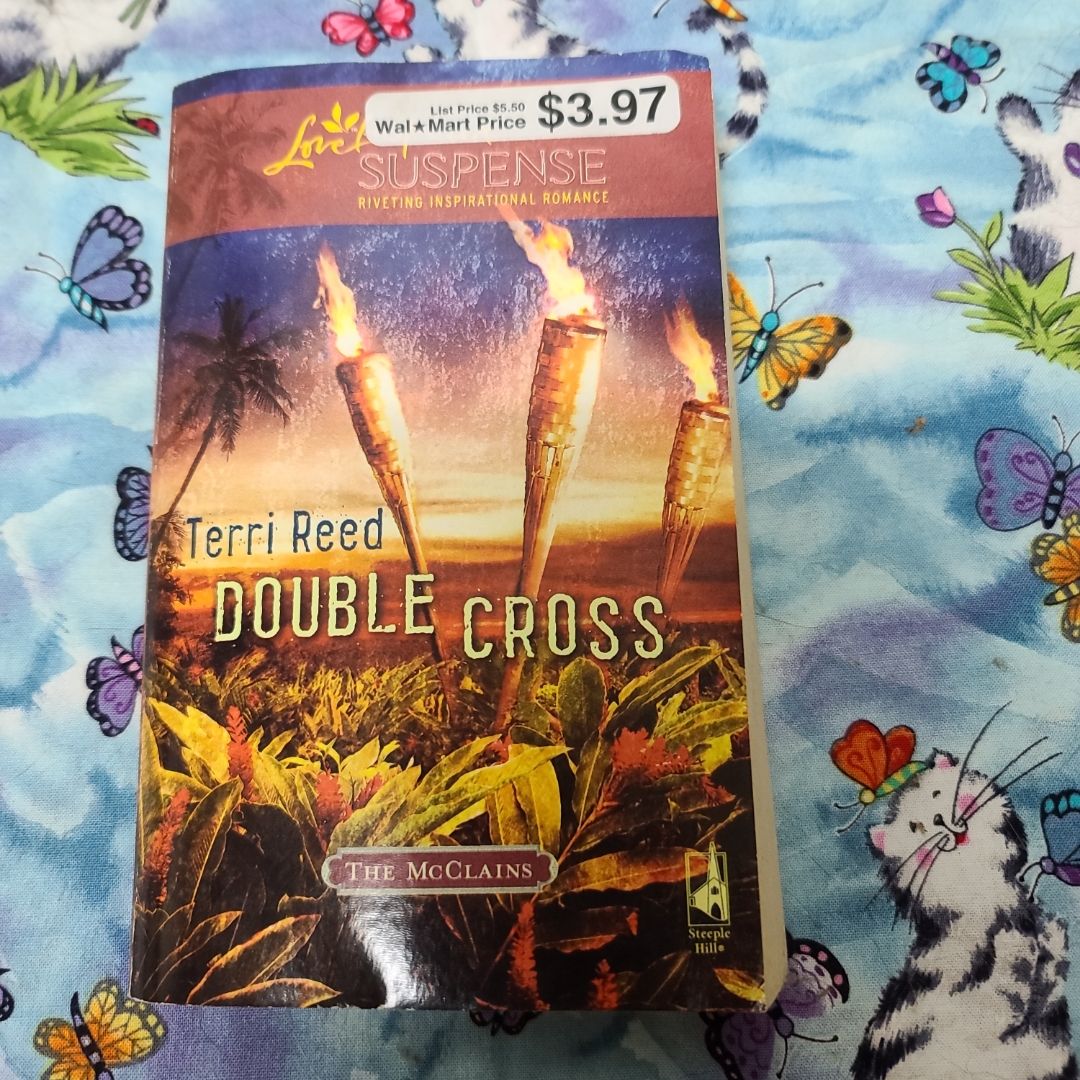 List Price $5.50
Wal★Mart Price $3.97
SUSPENSE
RIVETING INSPIRATIONAL ROMANCE
Terri Reed
DOUBLE CROSS
THE MCCLAINS
Steeple
Hill®